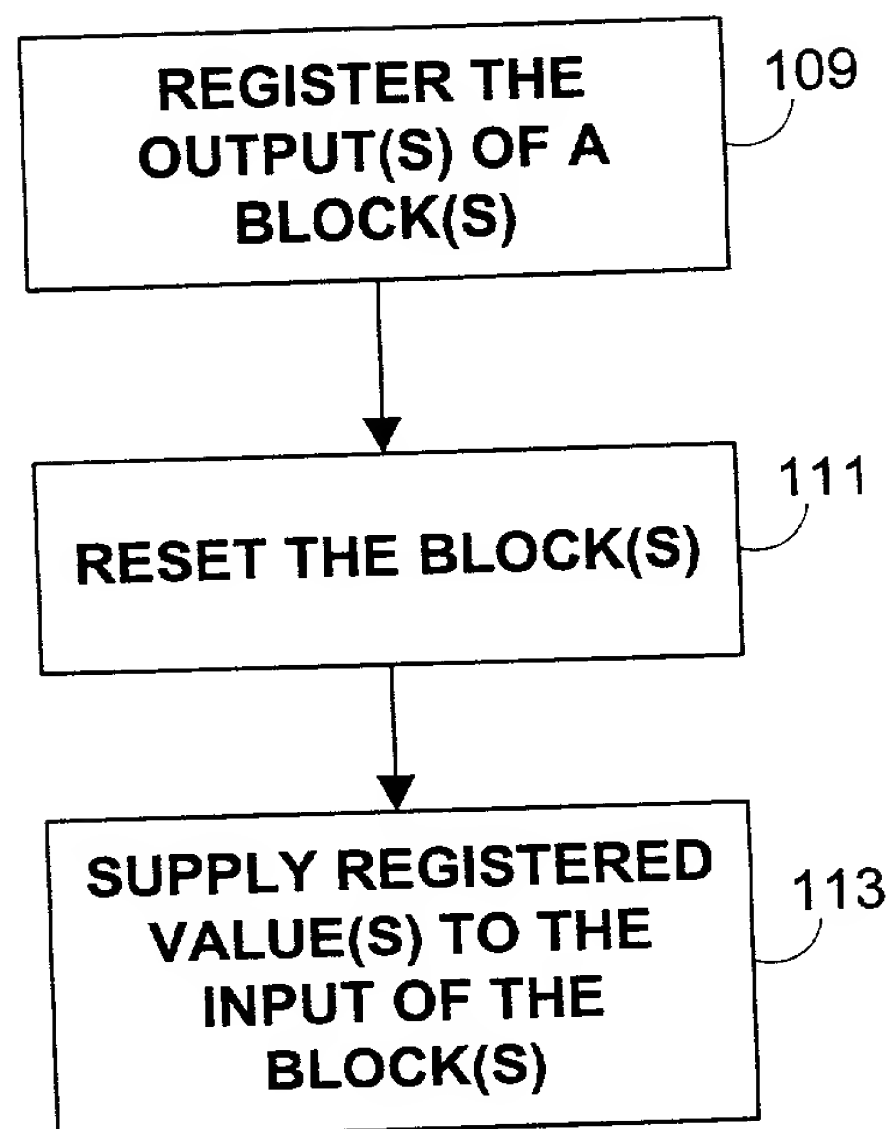 REGISTER THE
OUTPUT(S) OF A
BLOCK(S)
109
RESET THE BLOCK(S)
111
SUPPLY REGISTERED
VALUE(S) TO THE
INPUT OF THE
BLOCK(S)
113